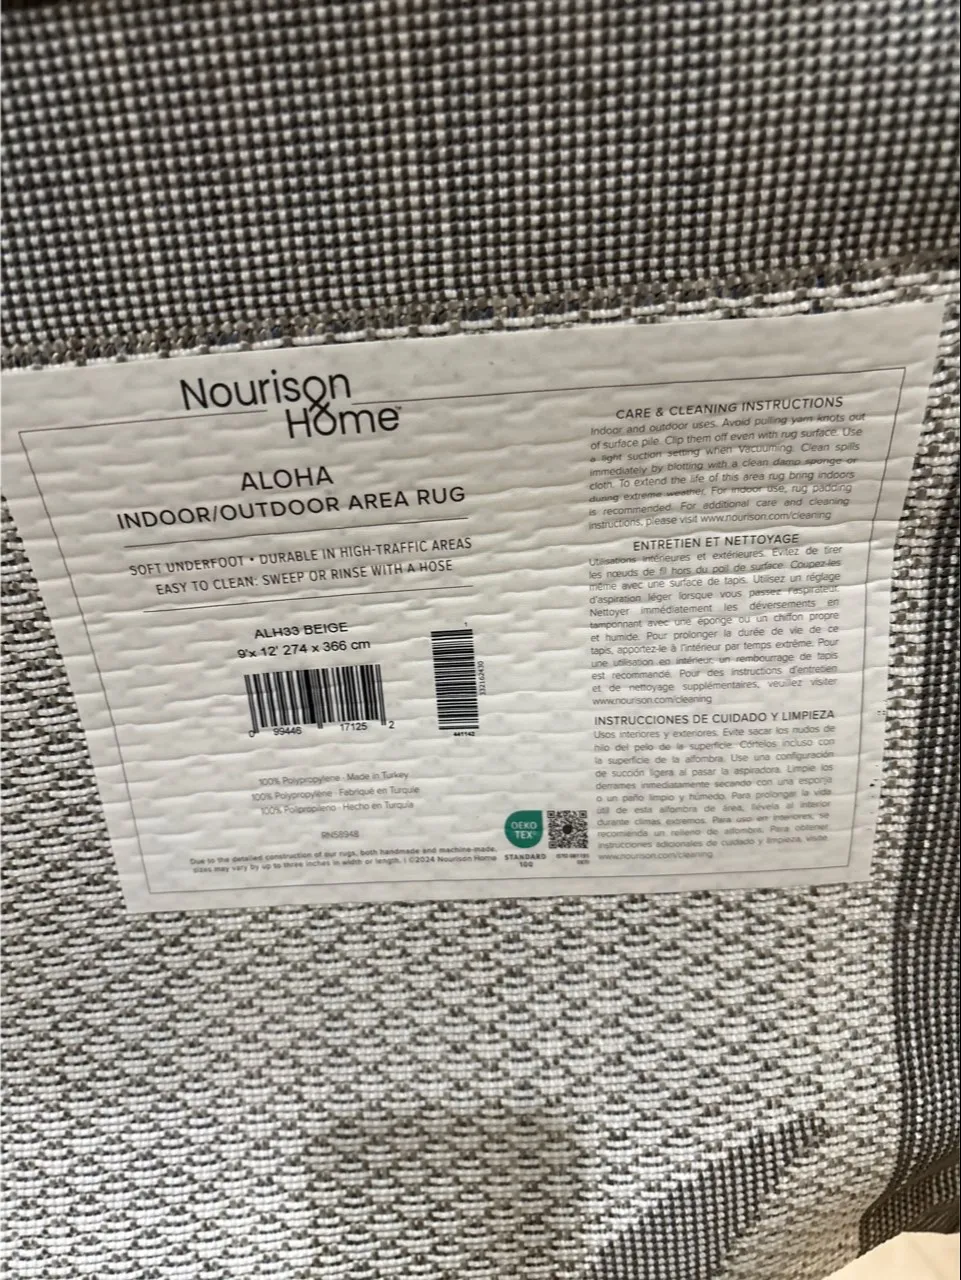 Nourison
Home™
ALOHA
INDOOR/OUTDOOR AREA RUG
SOFT UNDERFOOT • DURABLE IN HIGH-TRAFFIC AREAS
EASY TO CLEAN: SWEEP OR RINSE WITH A HOSE
ALH33 BEIGE
9'x 12' 274 x 366 cm
0 99446 17125 2
1
332162430
441142
100% Polypropylene · Made in Turkey
100% Polypropylène · Fabriqué en Turquie
100% Polipropileno · Hecho en Turquía
RN58948
Due to the detailed construction of our rugs, both handmade and machine-made,
sizes may vary by up to three inches in width or length. | ©2024 Nourison Home
OEKO
TEX®
STANDARD
100
CARE & CLEANING INSTRUCTIONS
Indoor and outdoor uses. Avoid pulling yarn knots out
of surface pile. Clip them off even with rug surface. Use
a light suction setting when Vacuuming. Clean spills
immediately by blotting with a clean damp sponge or
cloth. To extend the life of this area rug bring indoors
during extreme weather. For indoor use, rug padding
is recommended. For additional care and cleaning
instructions, please visit www.nourison.com/cleaning
ENTRETIEN ET NETTOYAGE
Utilisations intérieures et extérieures. Évitez de tirer
les nœuds de fil hors du poil de surface. Coupez-les
même avec une surface de tapis. Utilisez un réglage
d'aspiration léger lorsque vous passez l'aspirateur.
Nettoyer immédiatement les déversements en
tamponnant avec une éponge ou un chiffon propre
et humide. Pour prolonger la durée de vie de ce
tapis, apportez-le à l'intérieur par temps extrême. Pour
une utilisation en intérieur, un rembourrage de tapis
est recommandé. Pour des instructions d'entretien
et de nettoyage supplémentaires, veuillez visiter
www.nourison.com/cleaning
INSTRUCCIONES DE CUIDADO Y LIMPIEZA
Usos interiores y exteriores. Evite sacar los nudos de
hilo del pelo de la superficie. Córtelos incluso con
la superficie de la alfombra. Use una configuración
de succión ligera al pasar la aspiradora. Limpie los
derrames inmediatamente secando con una esponja
o un paño limpio y húmedo. Para prolongar la vida
útil de esta alfombra de área, llévela al interior
durante climas extremos. Para uso en interiores, se
recomienda un relleno de alfombra. Para obtener
instrucciones adicionales de cuidado y limpieza, visite
www.nourison.com/cleaning